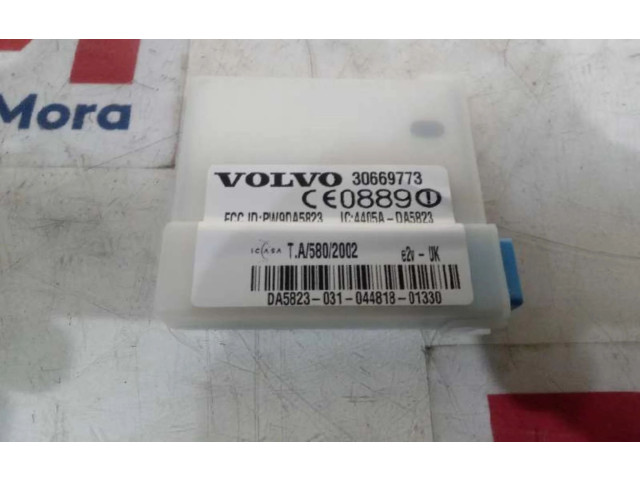 Mora
VOLVO 30669773
CE0889
FCC ID:PW9DA5823 IC:4405A-DA5823
ICASA T.A/580/2002 e2v - UK
DA5823-031-044818-01330